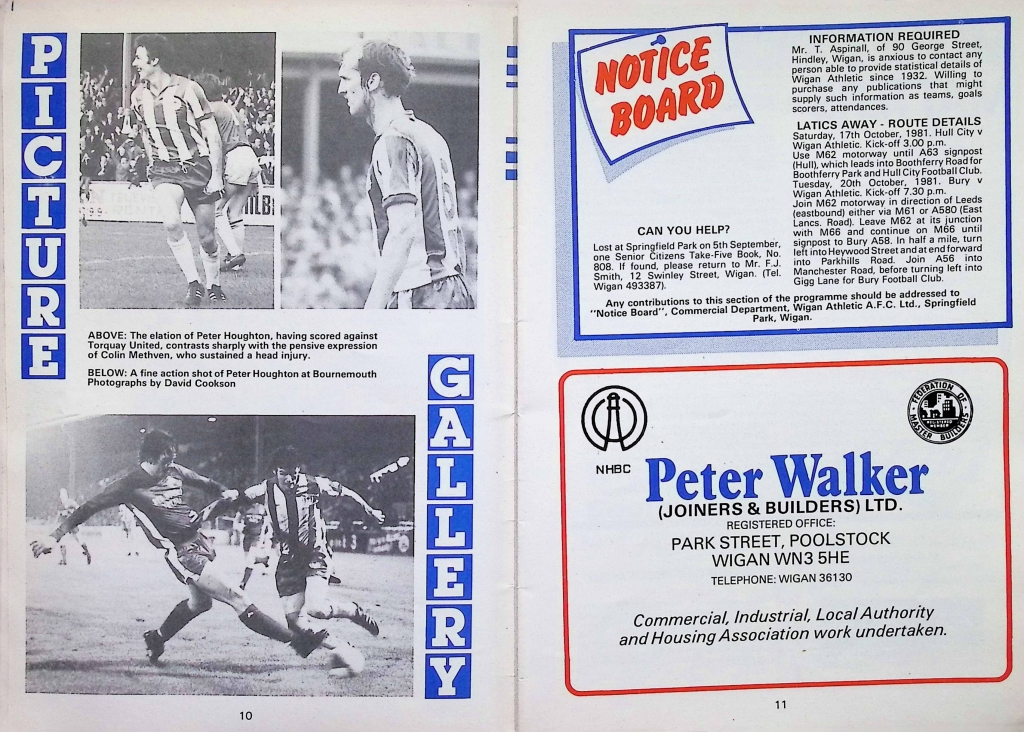 PICTURE
ABOVE: The elation of Peter Houghton, having scored against
Torquay United, contrasts sharply with the pensive expression
of Colin Methven, who sustained a head injury.
BELOW: A fine action shot of Peter Houghton at Bournemouth
Photographs by David Cookson
GALLERY
10
NOTICE
BOARD
CAN YOU HELP?
Lost at Springfield Park on 5th September,
one Senior Citizens Take-Five Book, No.
808. If found, please return to Mr. F.J.
Smith, 12 Swinley Street, Wigan. (Tel.
Wigan 493387).
INFORMATION REQUIRED
Mr. T. Aspinall, of 90 George Street,
Hindley, Wigan, is anxious to contact any
person able to provide statistical details of
Wigan Athletic since 1932. Willing to
purchase any publications that might
supply such information as teams, goals
scorers, attendances.
LATICS AWAY - ROUTE DETAILS
Saturday, 17th October, 1981. Hull City v
Wigan Athletic. Kick-off 3.00 p.m.
Use M62 motorway until A63 signpost
(Hull), which leads into Boothferry Road for
Boothferry Park and Hull City Football Club.
Tuesday, 20th October, 1981. Bury v
Wigan Athletic. Kick-off 7.30 p.m.
Join M62 motorway in direction of Leeds
(eastbound) either via M61 or A580 (East
Lancs. Road). Leave M62 at its junction
with M66 and continue on M66 until
signpost to Bury A58. In half a mile, turn
left into Heywood Street and at end forward
into Parkhills Road. Join A56 into
Manchester Road, before turning left into
Gigg Lane for Bury Football Club.
Any contributions to this section of the programme should be addressed to
"Notice Board", Commercial Department, Wigan Athletic A.F.C. Ltd., Springfield
Park, Wigan.
NHBC
FEDERATION OF
MASTER BUILDERS
REGISTERED
MEMBER
Peter Walker
(JOINERS & BUILDERS) LTD.
REGISTERED OFFICE:
PARK STREET, POOLSTOCK
WIGAN WN3 5HE
TELEPHONE: WIGAN 36130
Commercial, Industrial, Local Authority
and Housing Association work undertaken.
11